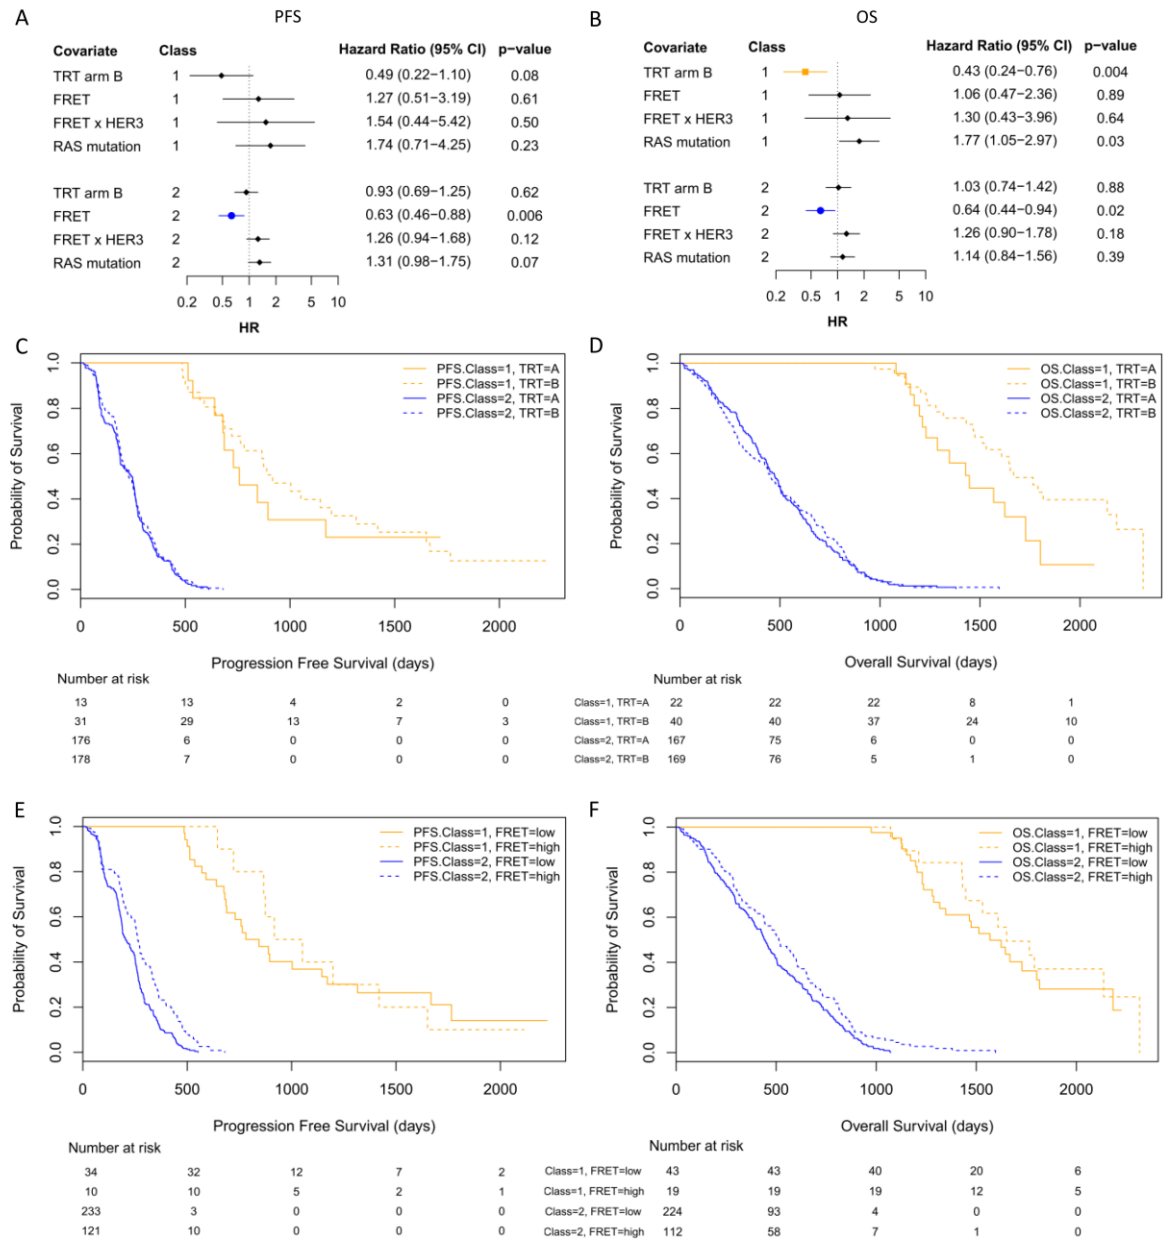 A PFS
Covariate Class Hazard Ratio (95% CI) p−value
TRT arm B 1 0.49 (0.22−1.10) 0.08
FRET 1 1.27 (0.51−3.19) 0.61
FRET x HER3 1 1.54 (0.44−5.42) 0.50
RAS mutation 1 1.74 (0.71−4.25) 0.23
TRT arm B 2 0.93 (0.69−1.25) 0.62
FRET 2 0.63 (0.46−0.88) 0.006
FRET x HER3 2 1.26 (0.94−1.68) 0.12
RAS mutation 2 1.31 (0.98−1.75) 0.07
0.2 0.5 1 2 5 10
HR
B OS
Covariate Class Hazard Ratio (95% CI) p−value
TRT arm B 1 0.43 (0.24−0.76) 0.004
FRET 1 1.06 (0.47−2.36) 0.89
FRET x HER3 1 1.30 (0.43−3.96) 0.64
RAS mutation 1 1.77 (1.05−2.97) 0.03
TRT arm B 2 1.03 (0.74−1.42) 0.88
FRET 2 0.64 (0.44−0.94) 0.02
FRET x HER3 2 1.26 (0.90−1.78) 0.18
RAS mutation 2 1.14 (0.84−1.56) 0.39
0.2 0.5 1 2 5 10
HR
C
PFS.Class=1, TRT=A
PFS.Class=1, TRT=B
PFS.Class=2, TRT=A
PFS.Class=2, TRT=B
Probability of Survival
1.0
0.8
0.6
0.4
0.2
0.0
0 500 1000 1500 2000
Progression Free Survival (days)
Number at risk
13 13 4 2 0
31 29 13 7 3
176 6 0 0 0
178 7 0 0 0
D
OS.Class=1, TRT=A
OS.Class=1, TRT=B
OS.Class=2, TRT=A
OS.Class=2, TRT=B
Probability of Survival
1.0
0.8
0.6
0.4
0.2
0.0
0 500 1000 1500 2000
Overall Survival (days)
Number at risk
Class=1, TRT=A 22 22 22 8 1
Class=1, TRT=B 40 40 37 24 10
Class=2, TRT=A 167 75 6 0 0
Class=2, TRT=B 169 76 5 1 0
E
PFS.Class=1, FRET=low
PFS.Class=1, FRET=high
PFS.Class=2, FRET=low
PFS.Class=2, FRET=high
Probability of Survival
1.0
0.8
0.6
0.4
0.2
0.0
0 500 1000 1500 2000
Progression Free Survival (days)
Number at risk
34 32 12 7 2
10 10 5 2 1
233 3 0 0 0
121 10 0 0 0
F
OS.Class=1, FRET=low
OS.Class=1, FRET=high
OS.Class=2, FRET=low
OS.Class=2, FRET=high
Probability of Survival
1.0
0.8
0.6
0.4
0.2
0.0
0 500 1000 1500 2000
Overall Survival (days)
Number at risk
Class=1, FRET=low 43 43 40 20 6
Class=1, FRET=high 19 19 19 12 5
Class=2, FRET=low 224 93 4 0 0
Class=2, FRET=high 112 58 7 1 0